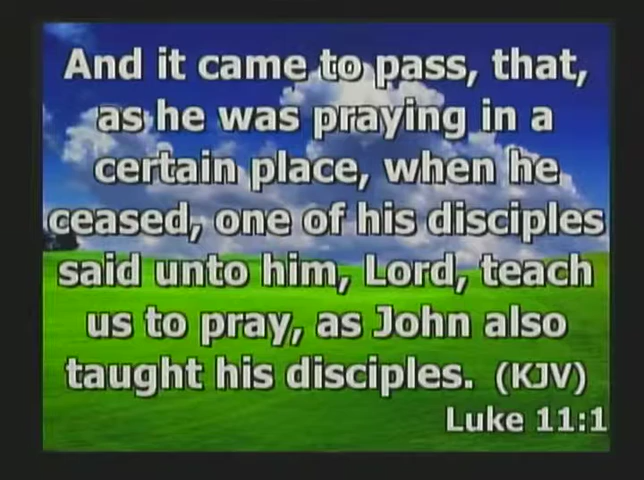 And it came to pass, that,
as he was praying in a
certain place, when he
ceased, one of his disciples
said unto him, Lord, teach
us to pray, as John also
taught his disciples. (KJV)
Luke 11:1